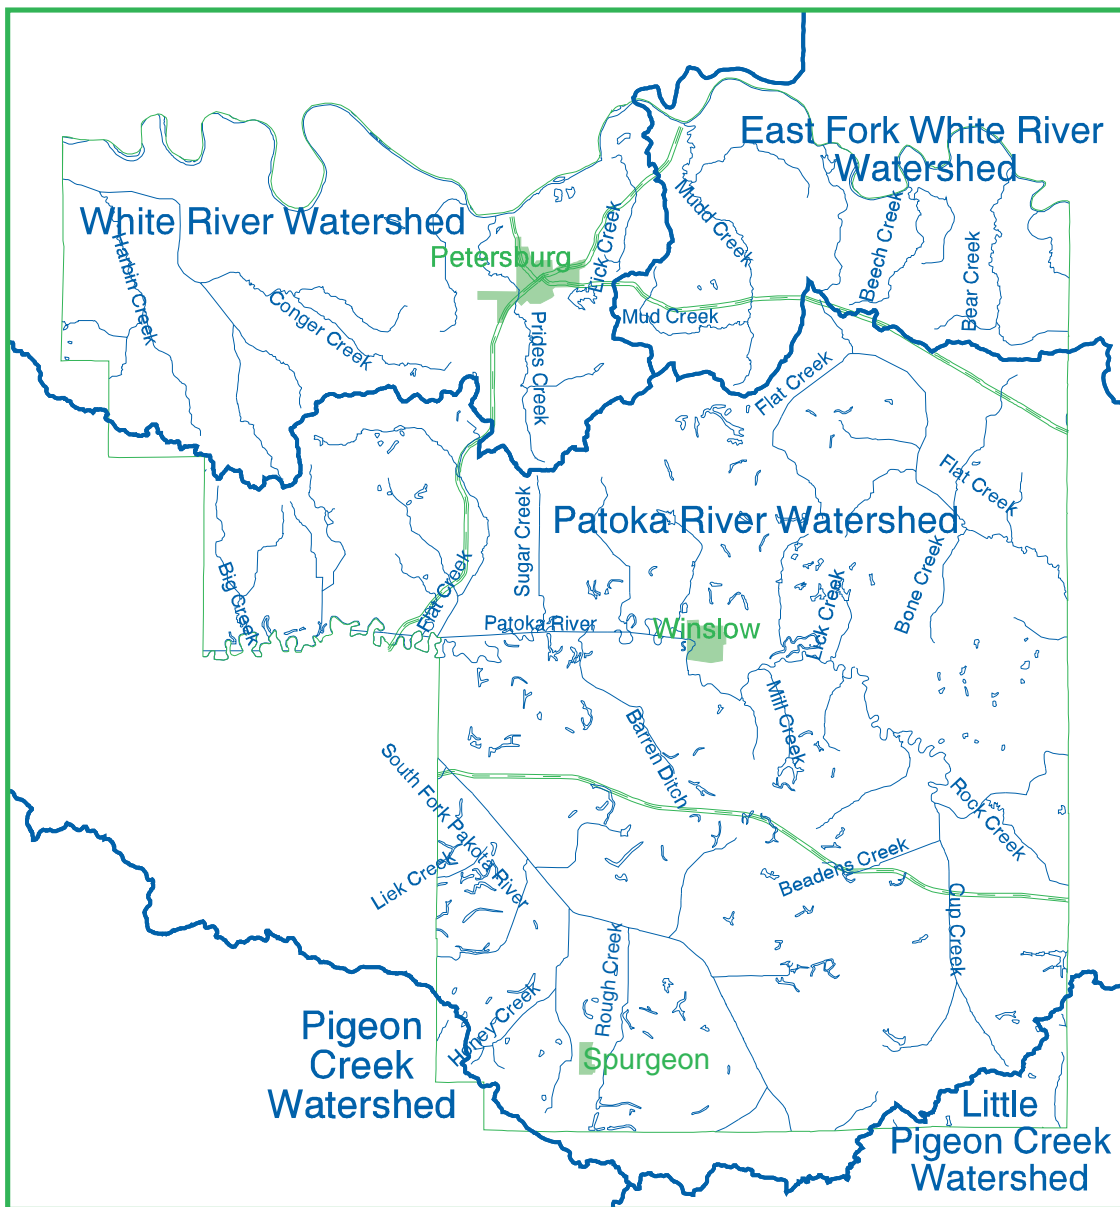 East Fork White River
Watershed
White River Watershed
Petersburg
Harbin Creek
Conger Creek
Lick Creek
Mudd Creek
Beech Creek
Bear Creek
Mud Creek
Prides Creek
Flat Creek
Flat Creek
Patoka River Watershed
Sugar Creek
Big Creek
Flat Creek
Patoka River
Winslow
Lick Creek
Bone Creek
Mill Creek
Barren Ditch
South Fork Pakota River
Rock Creek
Liek Creek
Beadens Creek
Cup Creek
Rough Creek
Honey Creek
Pigeon
Creek
Watershed
Spurgeon
Little
Pigeon Creek
Watershed